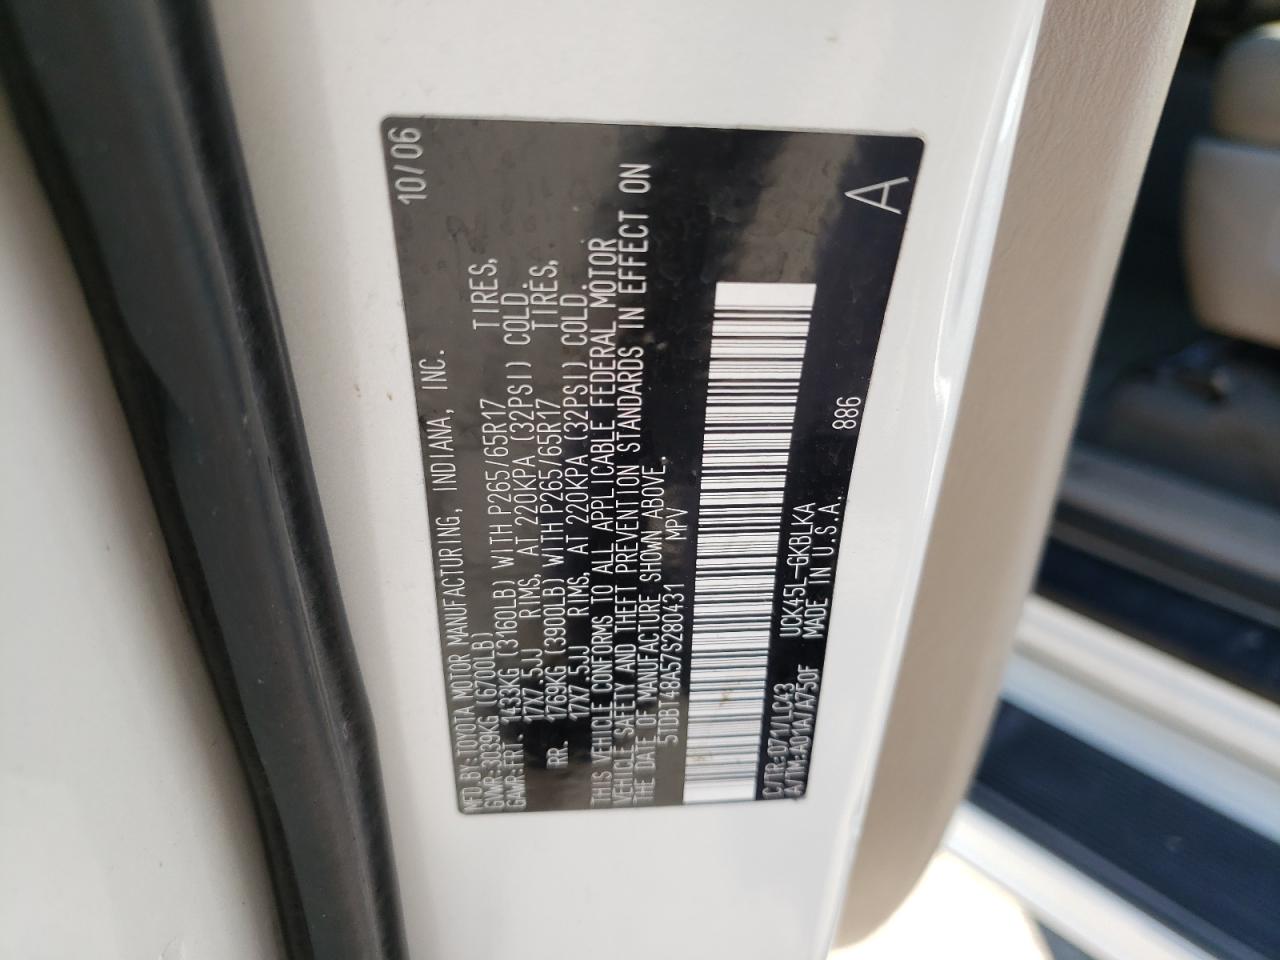 MFD.BY:TOYOTA MOTOR MANUFACTURING, INDIANA, INC. 10/06
GVWR:3039KG (6700LB)
GAWR:FRT. 1433KG (3160LB) WITH P265/65R17 TIRES,
17X7.5JJ RIMS, AT 220KPA (32PSI) COLD.
RR. 1769KG (3900LB) WITH P265/65R17 TIRES,
17X7.5JJ RIMS, AT 220KPA (32PSI) COLD.
THIS VEHICLE CONFORMS TO ALL APPLICABLE FEDERAL MOTOR
VEHICLE SAFETY AND THEFT PREVENTION STANDARDS IN EFFECT ON
THE DATE OF MANUFACTURE SHOWN ABOVE.
5TDBT48A57S280431 MPV
C/TR:071/LC43 UCK45L-GKBLKA
A/TM:A01A/A750F MADE IN U.S.A. 886
A